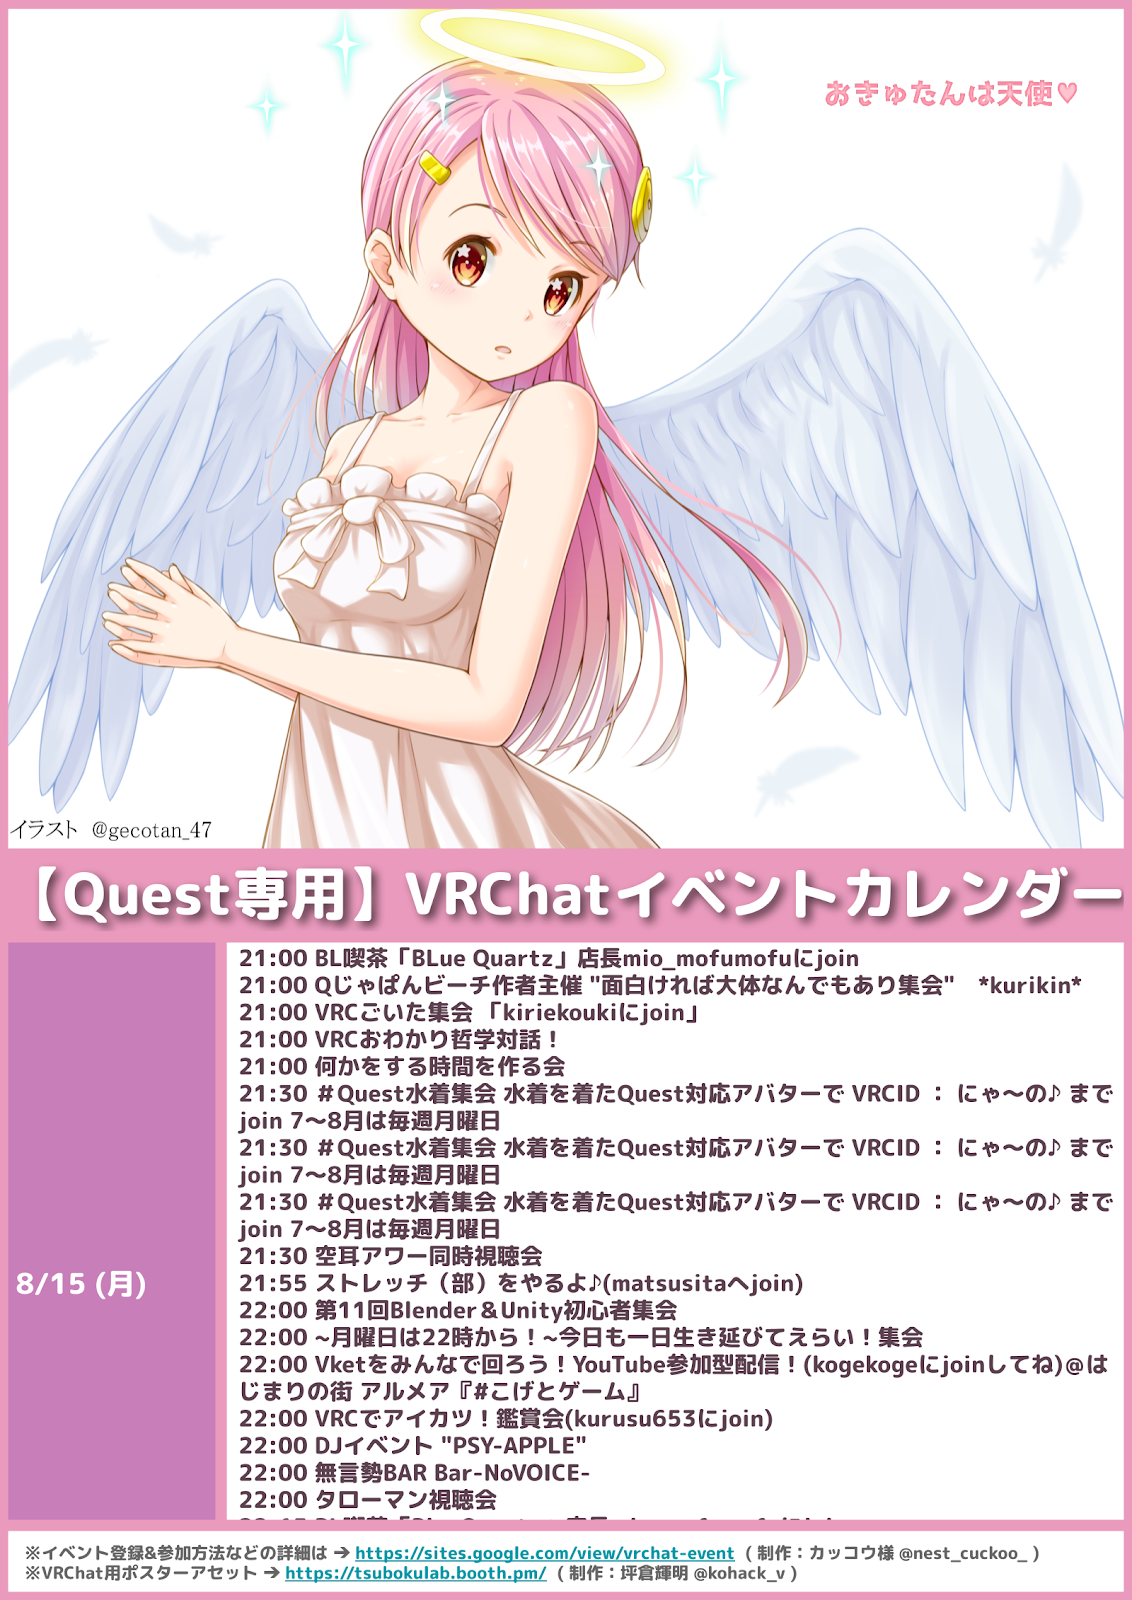 おきゅたんは天使♥
イラスト @gecotan_47
【Quest専用】VRChatイベントカレンダー
8/15 (月)
21:00 BL喫茶「BLue Quartz」店長mio_mofumofuにjoin
21:00 Qじゃぱんビーチ作者主催 "面白ければ大体なんでもあり集会"　*kurikin*
21:00 VRCごいた集会 「kiriekoukiにjoin」
21:00 VRCおわかり哲学対話！
21:00 何かをする時間を作る会
21:30 ＃Quest水着集会 水着を着たQuest対応アバターで VRCID ： にゃ～の♪ まで
join 7～8月は毎週月曜日
21:30 ＃Quest水着集会 水着を着たQuest対応アバターで VRCID ： にゃ～の♪ まで
join 7～8月は毎週月曜日
21:30 ＃Quest水着集会 水着を着たQuest対応アバターで VRCID ： にゃ～の♪ まで
join 7～8月は毎週月曜日
21:30 空耳アワー同時視聴会
21:55 ストレッチ（部）をやるよ♪(matsusitaへjoin)
22:00 第11回Blender＆Unity初心者集会
22:00 ~月曜日は22時から！~今日も一日生き延びてえらい！集会
22:00 Vketをみんなで回ろう！YouTube参加型配信！(kogekogeにjoinしてね)@は
じまりの街 アルメア『#こげとゲーム』
22:00 VRCでアイカツ！鑑賞会(kurusu653にjoin)
22:00 DJイベント "PSY-APPLE"
22:00 無言勢BAR Bar-NoVOICE-
22:00 タローマン視聴会
※イベント登録&参加方法などの詳細は → https://sites.google.com/view/vrchat-event ( 制作：カッコウ様 @nest_cuckoo_ )
※VRChat用ポスターアセット → https://tsubokulab.booth.pm/ ( 制作：坪倉輝明 @kohack_v )